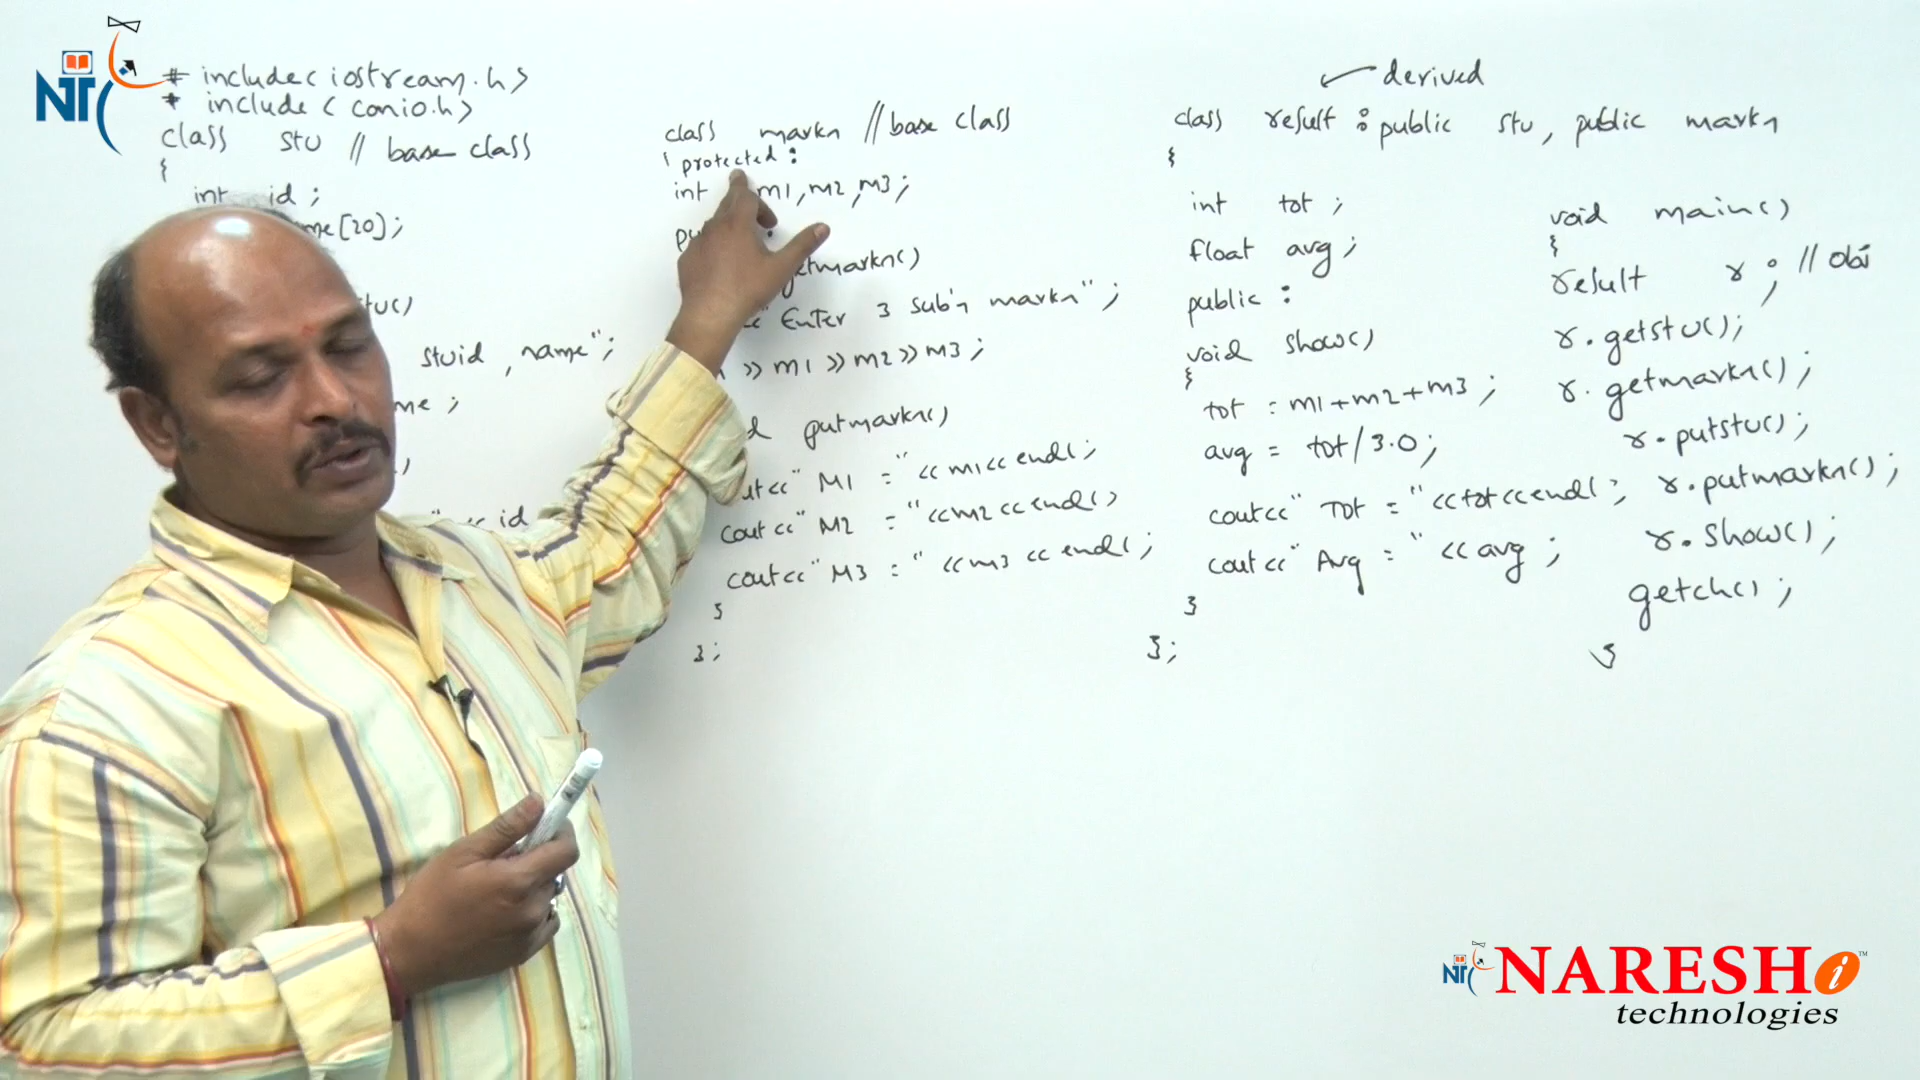 NT
# include<iostream.h>
# include<conio.h>
class stu // base class
{
int id;
me[20];
tu()
stuid, name";
me;
)
id
class marks // base class
{ protected:
int m1, m2, m3;
getmarks()
"Enter 3 sub's marks";
>> m1 >> m2 >> m3;
putmarks()
cout<<"M1 = "<<m1<<endl;
cout<<"M2 = "<<m2<<endl;
cout<<"M3 = "<<m3<<endl;
}
};
derived
class result : public stu, public marks
{
int tot;
float avg;
public:
void show()
{
tot = m1+m2+m3;
avg = tot/3.0;
cout<<"Tot = "<<tot<<endl;
cout<<"Avg = "<<avg;
}
};
void main()
{
result r; // obj
r.getstu();
r.getmarks();
r.putstu();
r.putmarks();
r.show();
getch();
}
NT
NARESH i ™
technologies